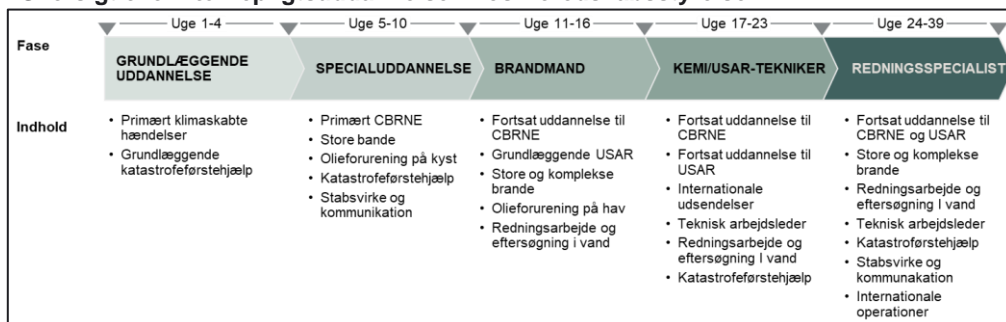 Uge 1-4
Uge 5-10
Uge 11-16
Uge 17-23
Uge 24-39
Fase
GRUNDLÆGGENDE
UDDANNELSE
SPECIALUDDANNELSE
BRANDMAND
KEMI/USAR-TEKNIKER
REDNINGSSPECIALIST
Indhold
• Primært klimaskabte
hændelser
• Grundlæggende
katastrofeførstehjælp
• Primært CBRNE
• Store bande
• Olieforurening på kyst
• Katastrofeførstehjælp
• Stabsvirke og
kommunikation
• Fortsat uddannelse til
CBRNE
• Grundlæggende USAR
• Store og komplekse
brande
• Olieforurening på hav
• Redningsarbejde og
eftersøgning i vand
• Fortsat uddannelse til
CBRNE
• Fortsat uddannelse til
USAR
• Internationale
udsendelser
• Teknisk arbejdsleder
• Redningsarbejde og
eftersøgning I vand
• Katastrofeførstehjælp
• Fortsat uddannelse til
CBRNE og USAR
• Store og komplekse
brande
• Redningsarbejde og
eftersøgning I vand
• Teknisk arbejdsleder
• Katastroførstehjælp
• Stabsvirke og
kommunakation
• Internationale
operationer